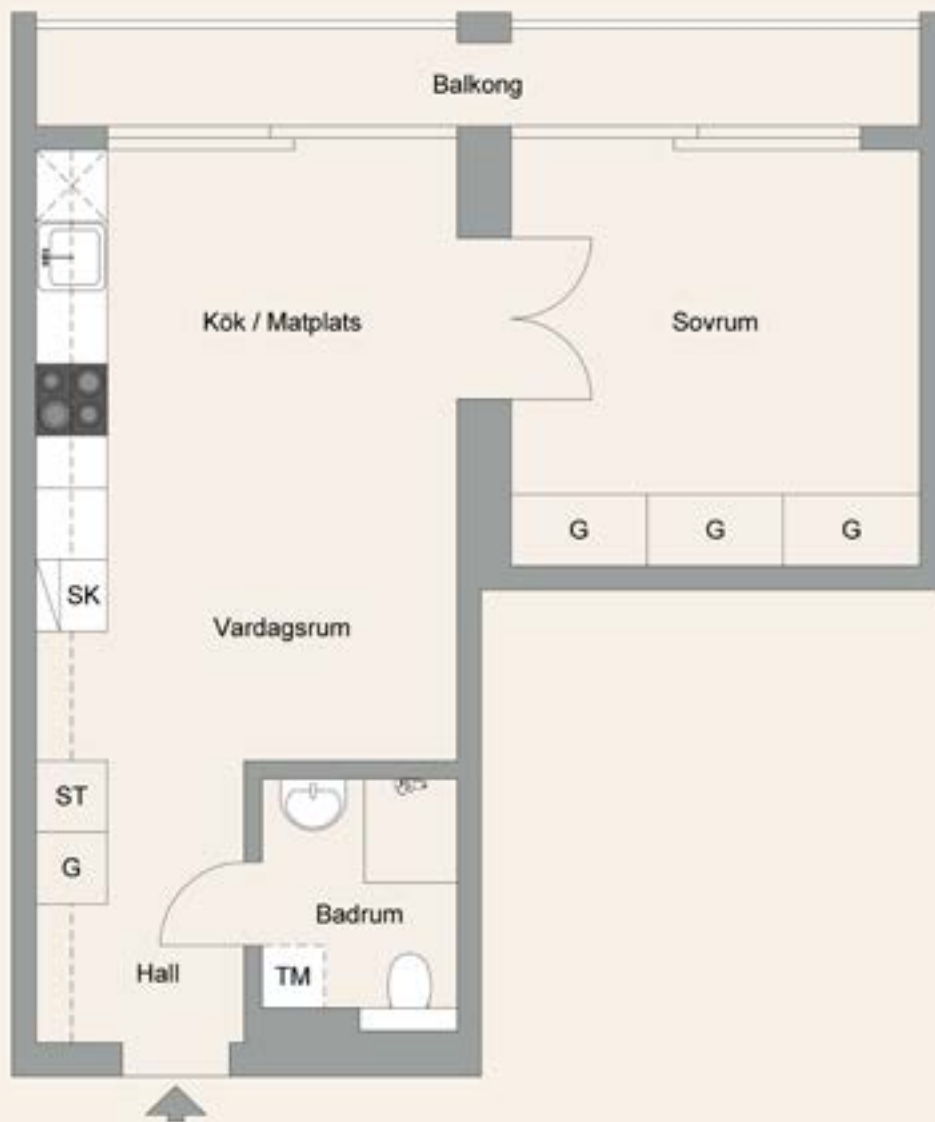 Balkong
Kök / Matplats
Sovrum
G
G
G
SK
Vardagsrum
ST
G
Badrum
Hall
TM